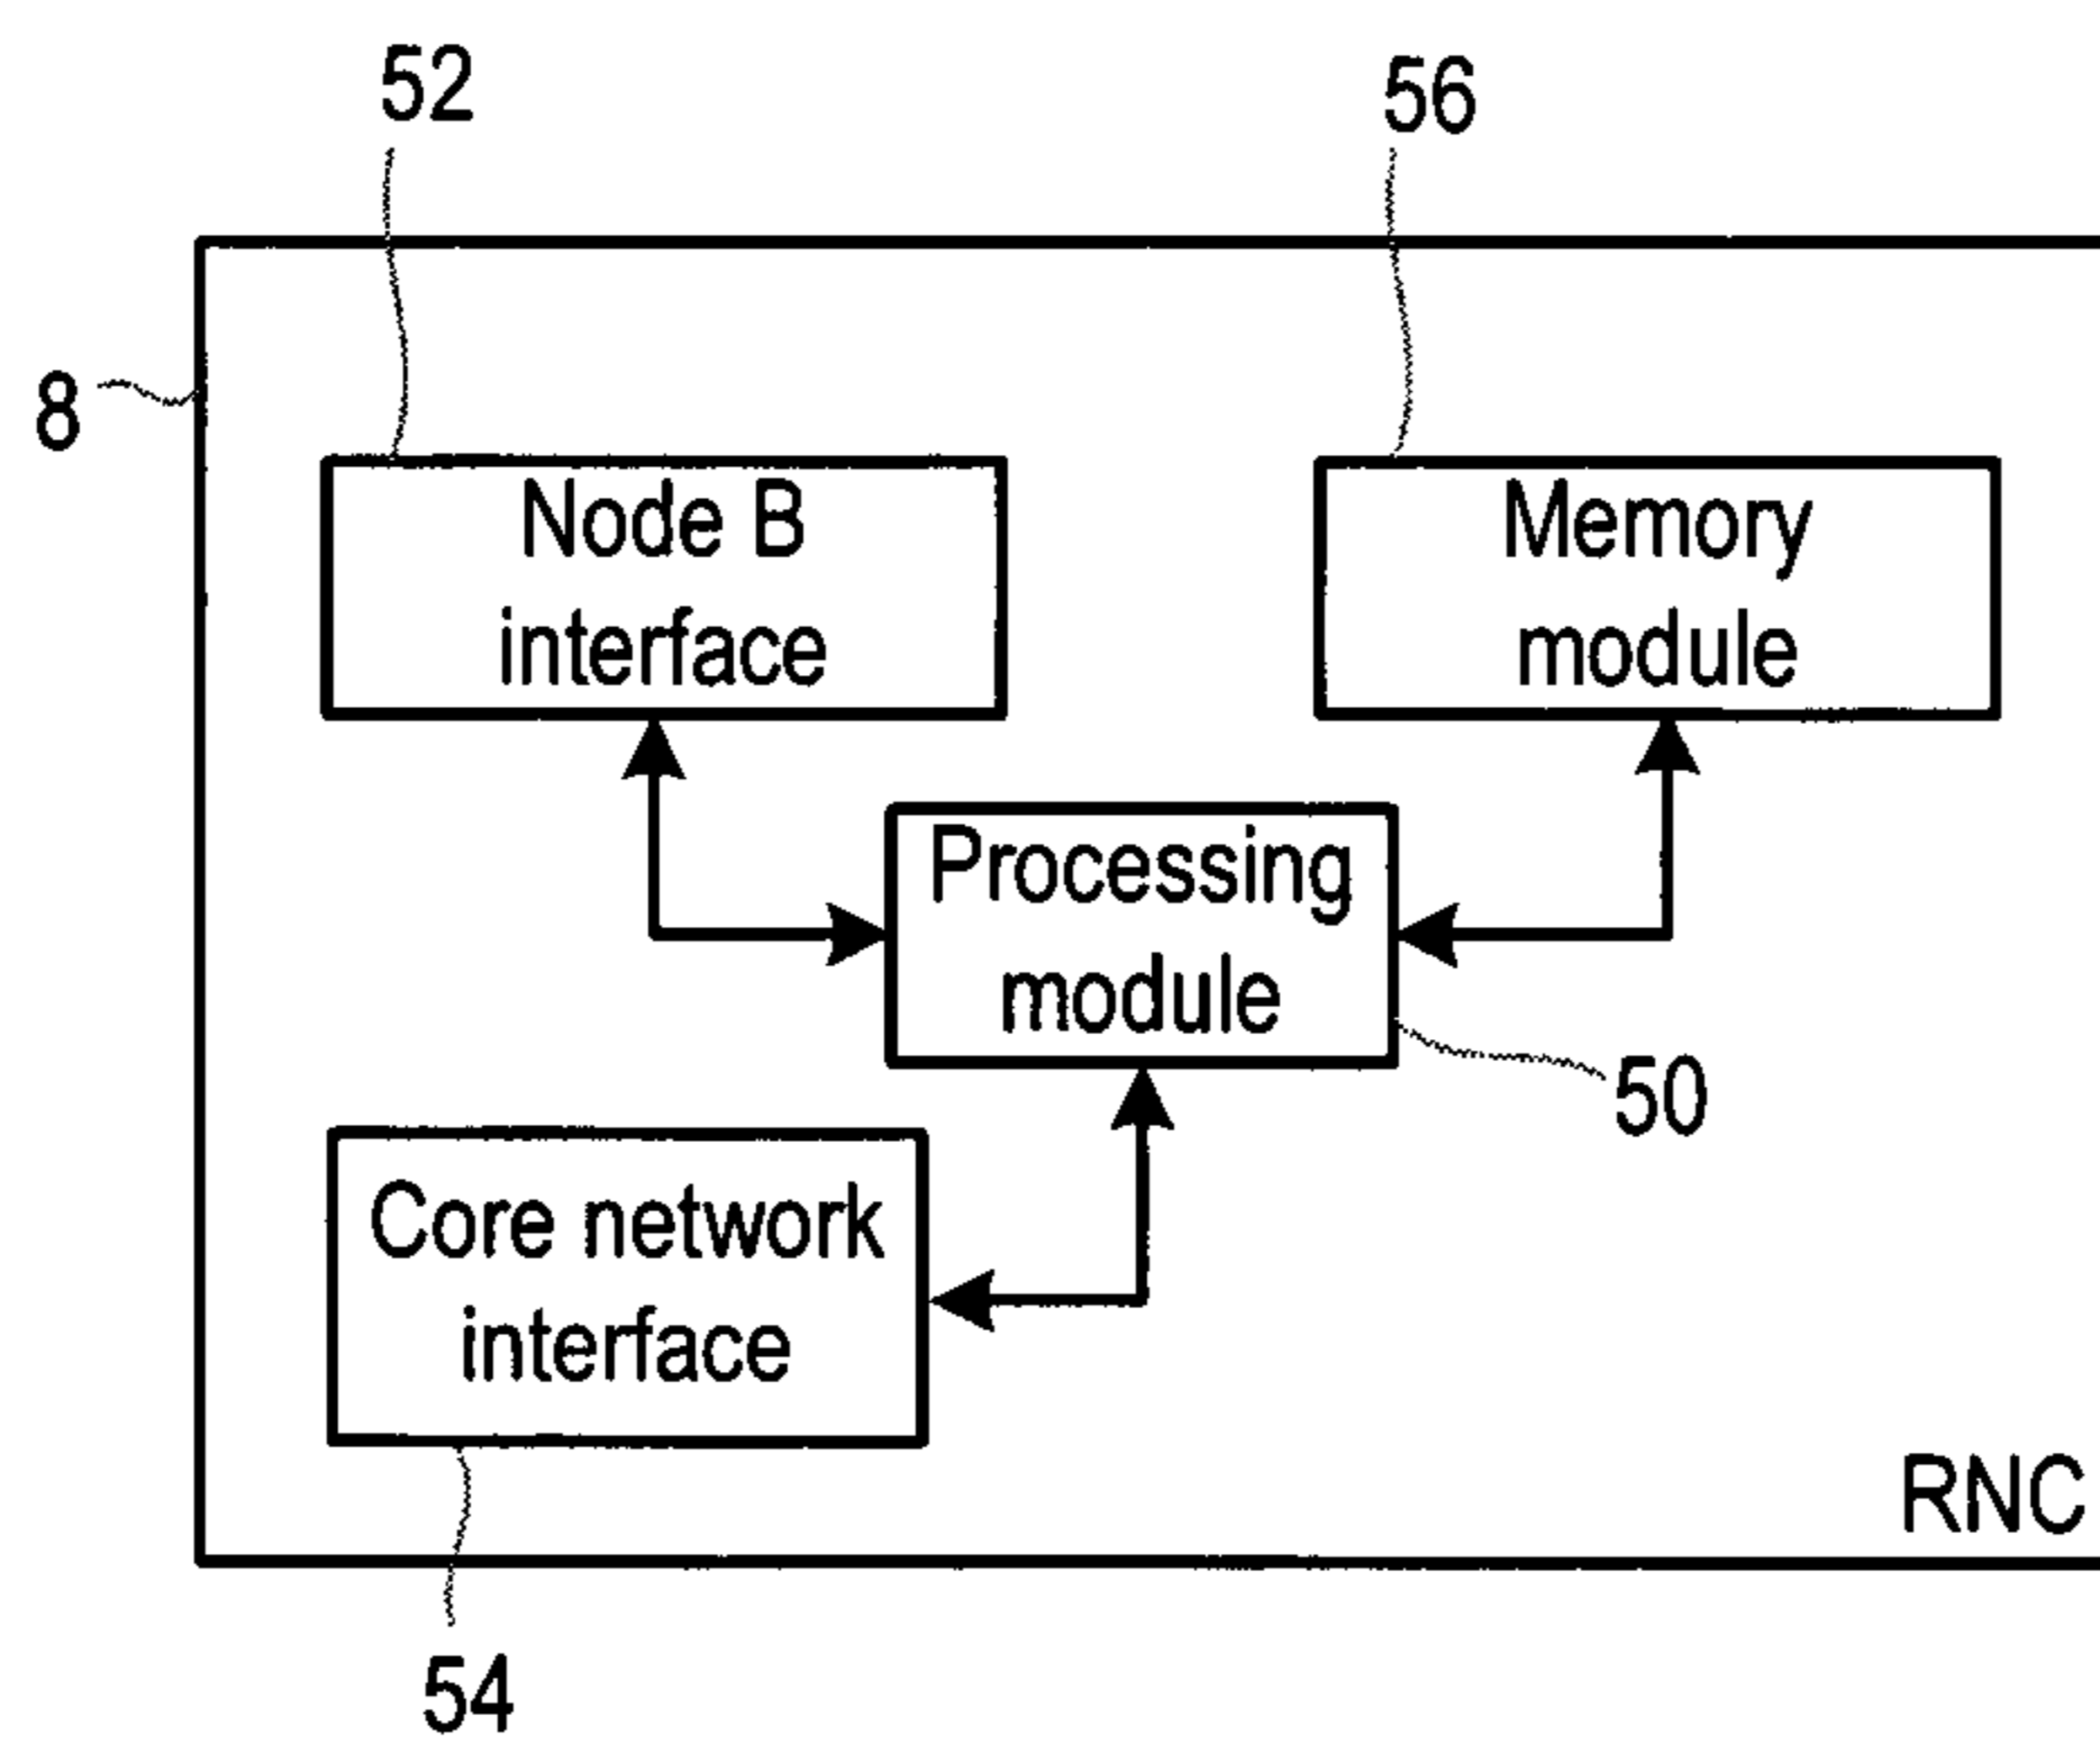 52
56
8
Node B
interface
Memory
module
Processing
module
50
Core network
interface
RNC
54